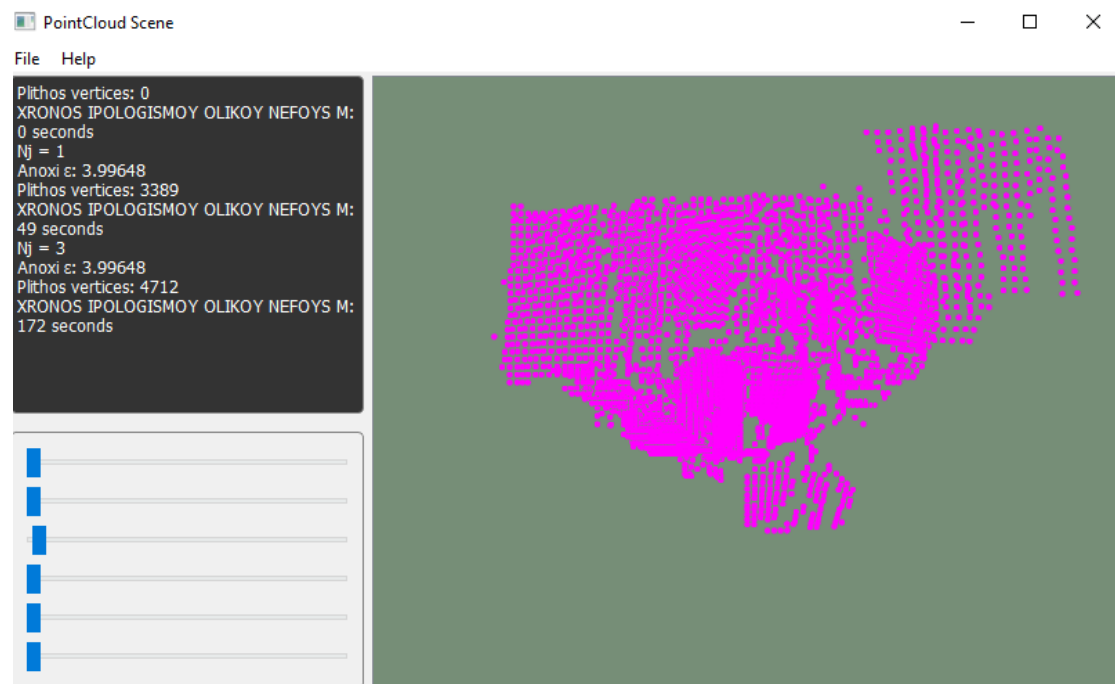 PointCloud Scene
File Help
Plithos vertices: 0
XRONOS IPOLOGISMOY OLIKOY NEFOYS M:
0 seconds
Nj = 1
Anoxi ε: 3.99648
Plithos vertices: 3389
XRONOS IPOLOGISMOY OLIKOY NEFOYS M:
49 seconds
Nj = 3
Anoxi ε: 3.99648
Plithos vertices: 4712
XRONOS IPOLOGISMOY OLIKOY NEFOYS M:
172 seconds